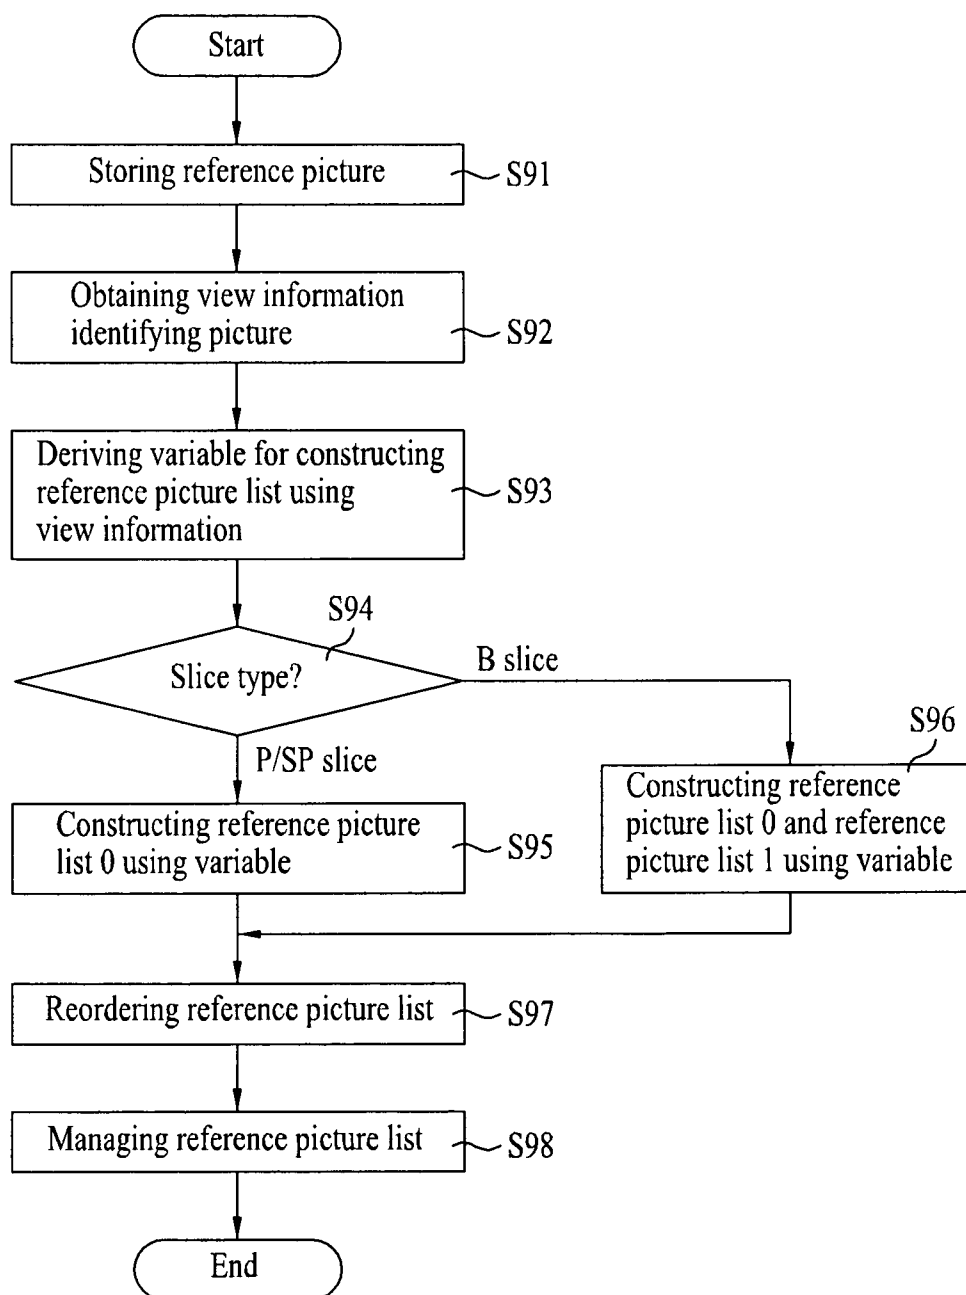 Start
Storing reference picture
S91
Obtaining view information
identifying picture
S92
Deriving variable for constructing
reference picture list using
view information
S93
S94
Slice type?
B slice
P/SP slice
S96
Constructing reference
picture list 0 and reference
picture list 1 using variable
Constructing reference picture
list 0 using variable
S95
Reordering reference picture list
S97
Managing reference picture list
S98
End